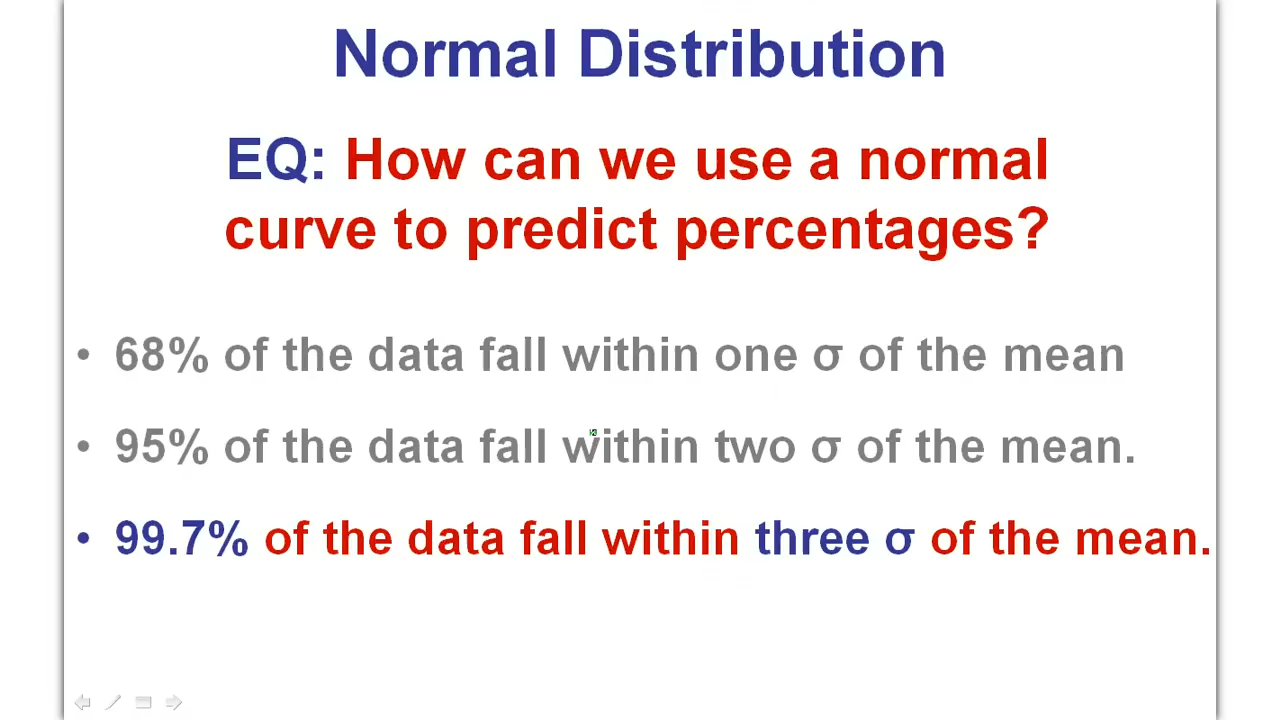 Normal Distribution
EQ: How can we use a normal
curve to predict percentages?
• 68% of the data fall within one σ of the mean
• 95% of the data fall within two σ of the mean.
• 99.7% of the data fall within three σ of the mean.